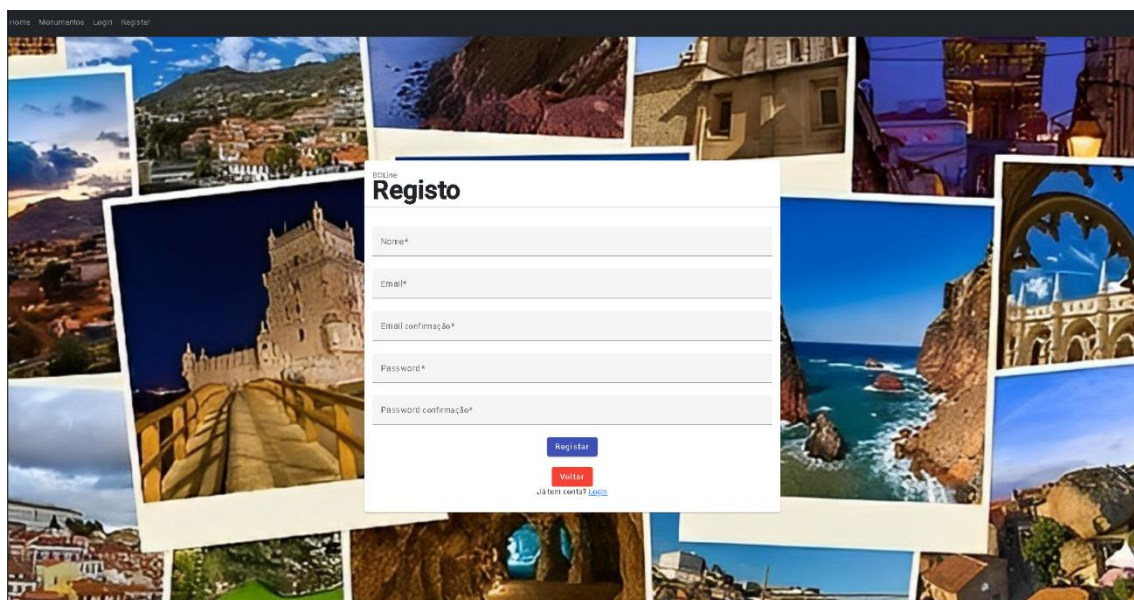 Home Monumentos Login Register
BOLine
Registo
Nome*
Email*
Email confirmação*
Password*
Password confirmação*
Registar
Voltar
Já tem conta? Login